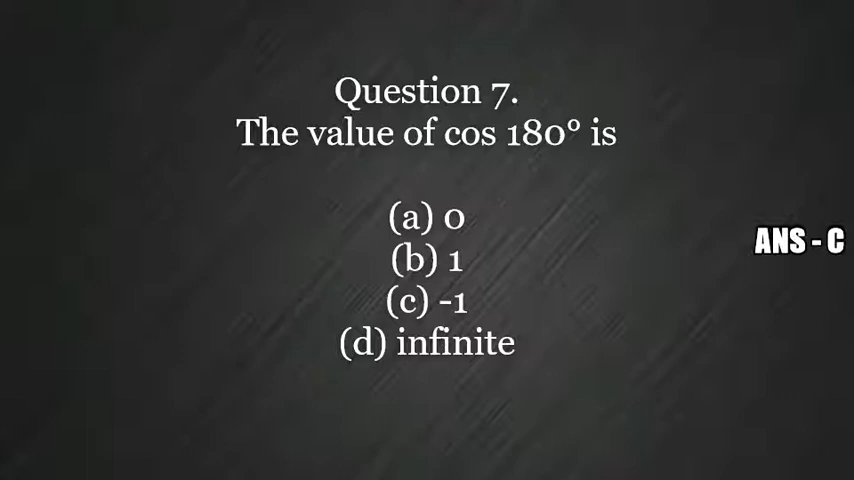 Question 7.
The value of cos 180° is
(a) 0
(b) 1
(c) -1
(d) infinite
ANS - C